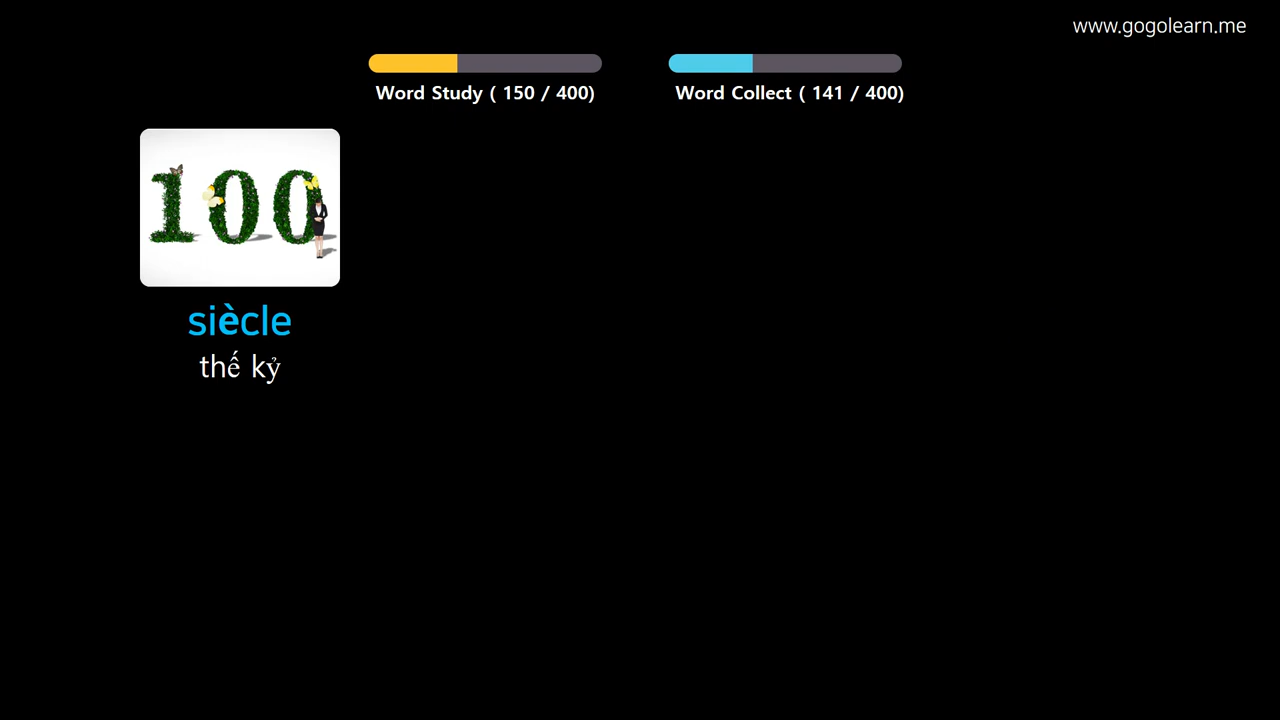 www.gogolearn.me
Word Study ( 150 / 400)
Word Collect ( 141 / 400)
100
siècle
thế kỷ